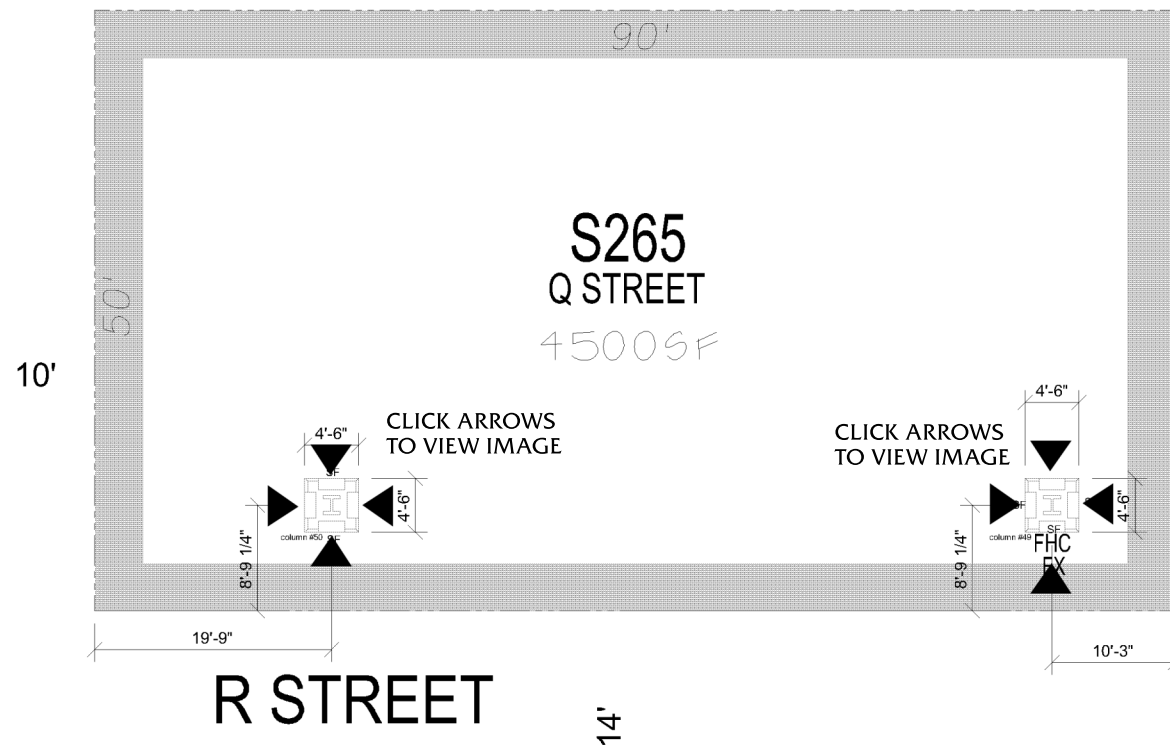 90'
S265
Q STREET
50'
4500SF
10'
4'-6"
CLICK ARROWS
TO VIEW IMAGE
4'-6"
CLICK ARROWS
TO VIEW IMAGE
SF
4'-6"
SF
4'-6"
column #50
column #49
SF
FHC
FX
8'-9 1/4"
8'-9 1/4"
19'-9"
10'-3"
R STREET
14'